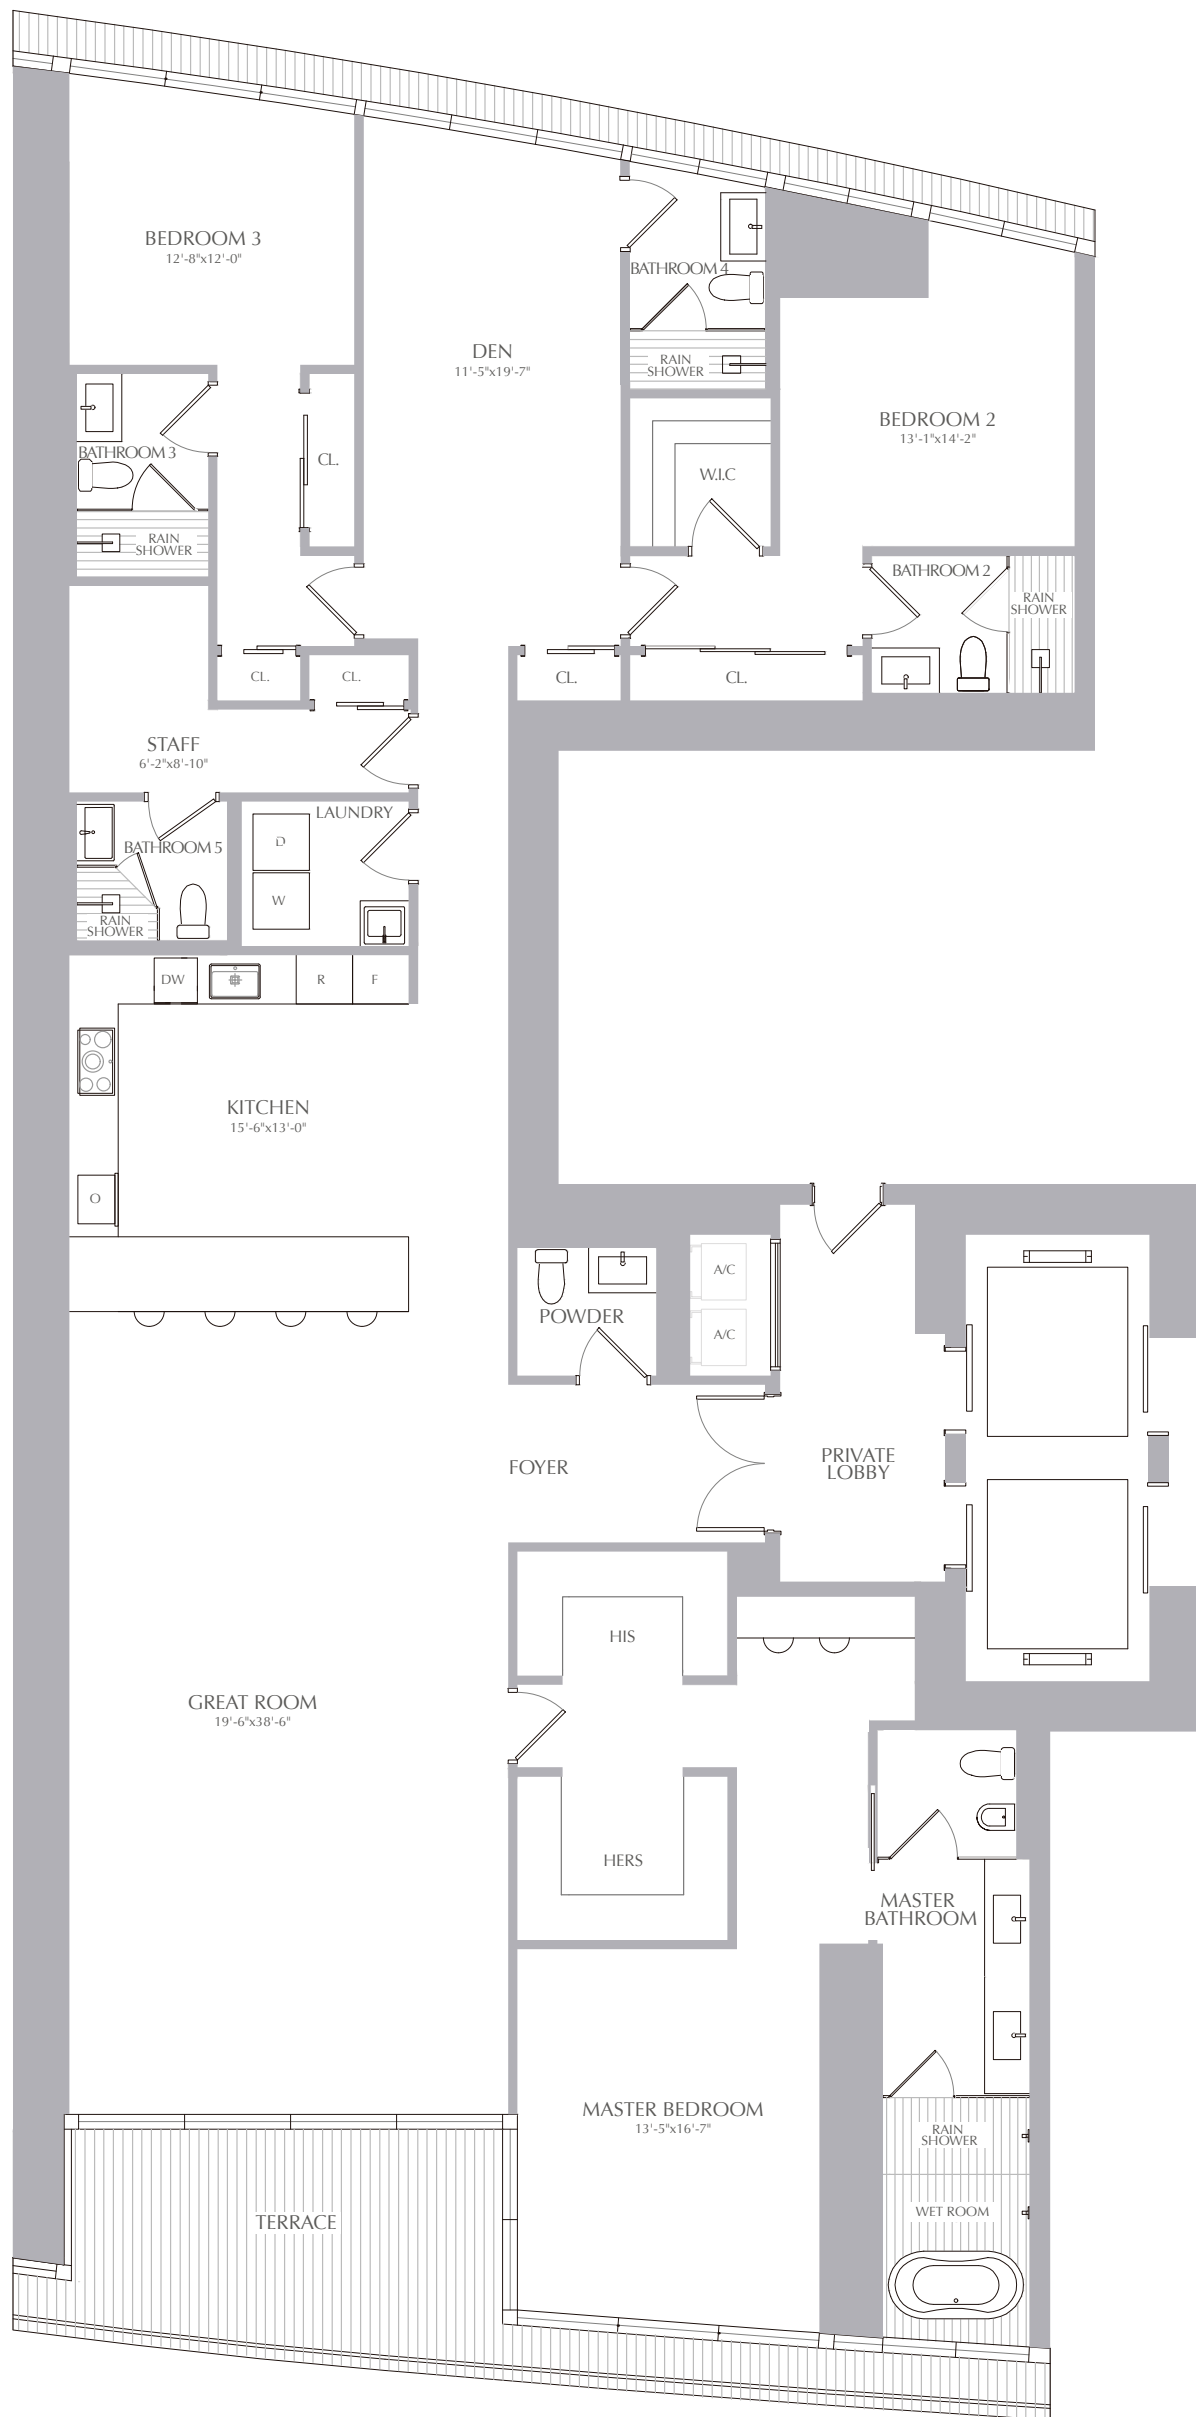 BEDROOM 3
12'-8"x12'-0"
BATHROOM 4
DEN
11'-5"x19'-7"
RAIN
SHOWER
BEDROOM 2
13'-1"x14'-2"
BATHROOM 3
CL.
W.I.C
RAIN
SHOWER
BATHROOM 2
RAIN
SHOWER
CL.
CL.
CL.
CL.
STAFF
6'-2"x8'-10"
LAUNDRY
D
BATHROOM 5
W
RAIN
SHOWER
DW
R
F
KITCHEN
15'-6"x13'-0"
O
A/C
POWDER
A/C
FOYER
PRIVATE
LOBBY
HIS
GREAT ROOM
19'-6"x38'-6"
HERS
MASTER
BATHROOM
MASTER BEDROOM
13'-5"x16'-7"
RAIN
SHOWER
WET ROOM
TERRACE